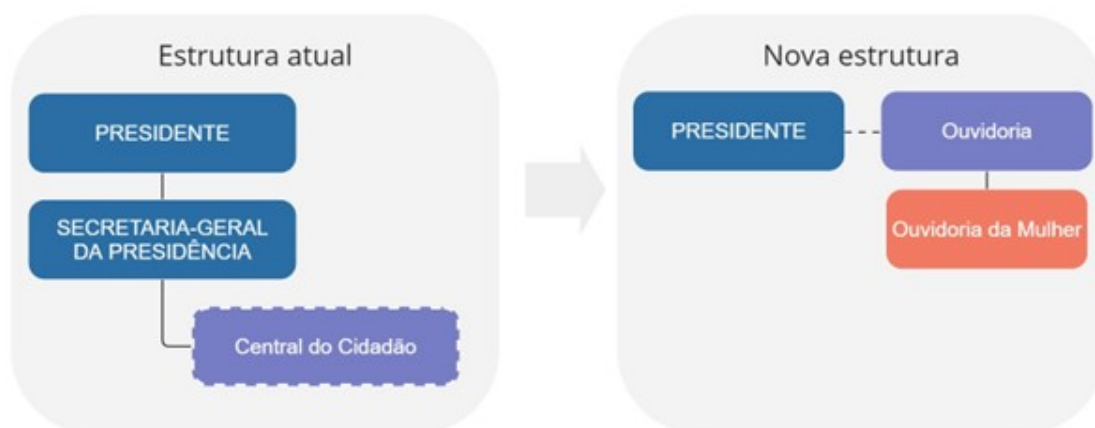 Estrutura atual
PRESIDENTE
SECRETARIA-GERAL
DA PRESIDÊNCIA
Central do Cidadão
Nova estrutura
PRESIDENTE
Ouvidoria
Ouvidoria da Mulher